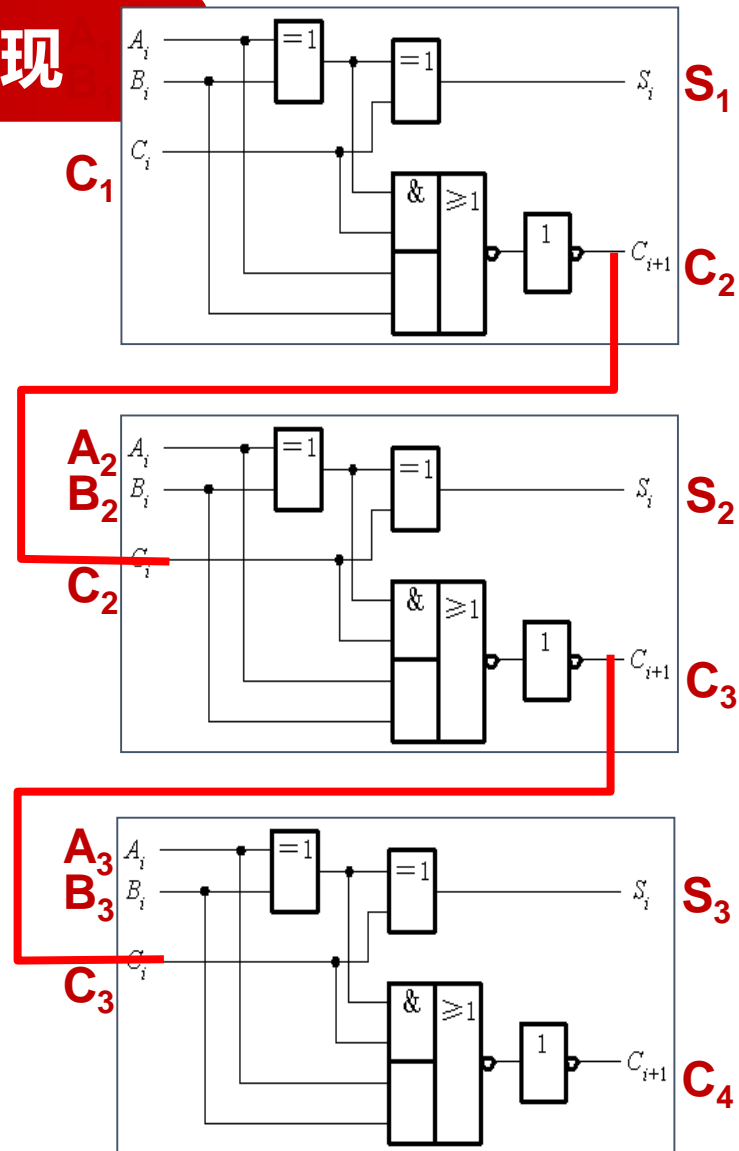 现
A₁ Aᵢ =1 =1
B₁ Bᵢ Sᵢ S₁
C₁ Cᵢ
& ≥1
1 Cᵢ₊₁ C₂
A₂ Aᵢ =1 =1
B₂ Bᵢ Sᵢ S₂
C₂ Cᵢ
& ≥1
1 Cᵢ₊₁ C₃
A₃ Aᵢ =1 =1
B₃ Bᵢ Sᵢ S₃
C₃ Cᵢ
& ≥1
1 Cᵢ₊₁ C₄